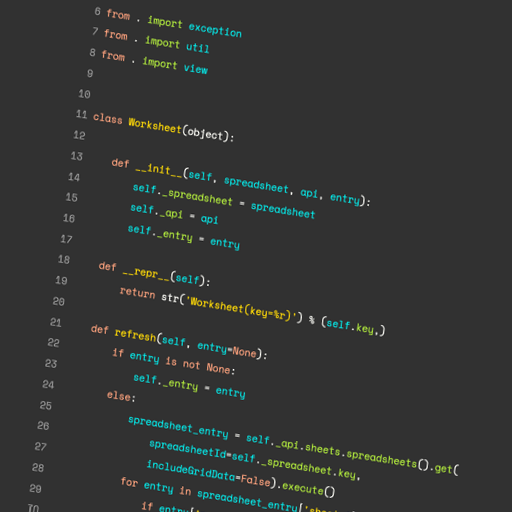 6 from . import exception
7 from . import util
8 from . import view
9
10
11 class Worksheet(object):
12
13 def __init__(self, spreadsheet, api, entry):
14 self._spreadsheet = spreadsheet
15 self._api = api
16 self._entry = entry
17
18 def __repr__(self):
19 return str('Worksheet(key=%r)') % (self.key,)
20
21 def refresh(self, entry=None):
22 if entry is not None:
23 self._entry = entry
24 else:
25 spreadsheet_entry = self._api.sheets.spreadsheets().get(
26 spreadsheetId=self._spreadsheet.key,
27 includeGridData=False).execute()
28 for entry in spreadsheet_entry[
29 if entry[